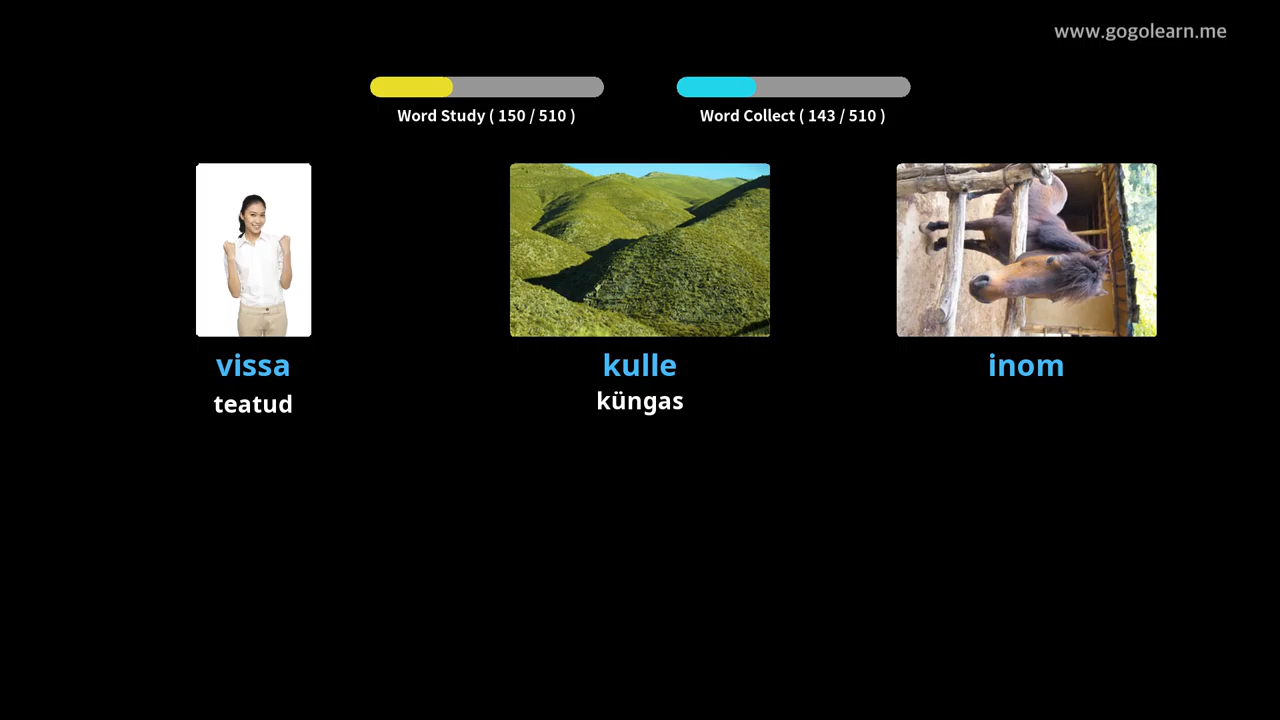 www.gogolearn.me
Word Study ( 150 / 510 )
Word Collect ( 143 / 510 )
vissa
kulle
inom
teatud
küngas